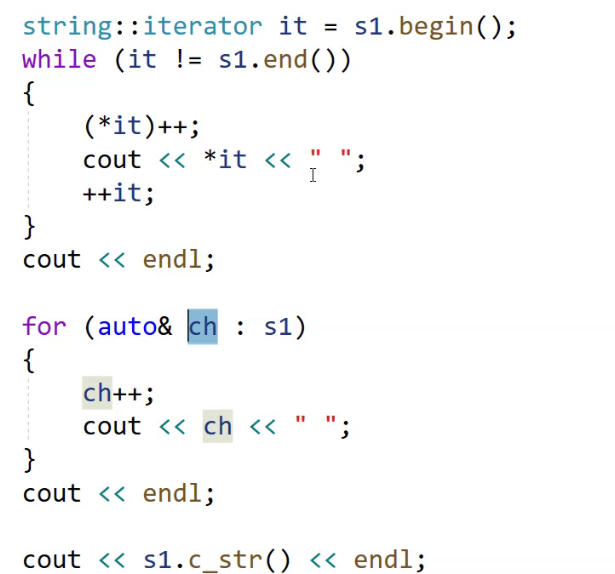 string::iterator it = s1.begin();
while (it != s1.end())
{
    (*it)++;
    cout << *it << " ";
    ++it;
}
cout << endl;

for (auto& ch : s1)
{
    ch++;
    cout << ch << " ";
}
cout << endl;

cout << s1.c_str() << endl;